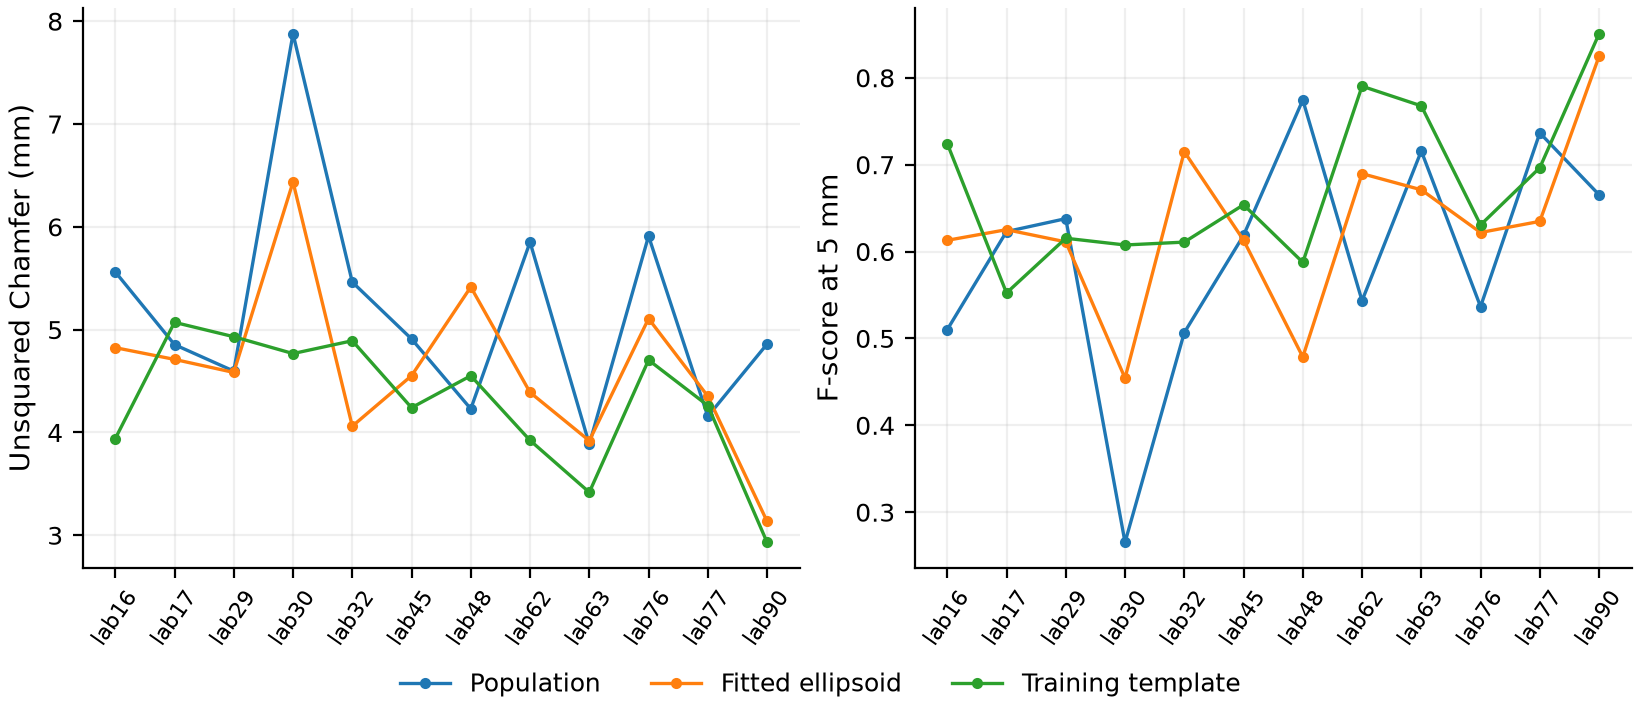 Unsquared Chamfer (mm)
8
7
6
5
4
3
lab16 lab17 lab29 lab30 lab32 lab45 lab48 lab62 lab63 lab76 lab77 lab90
F-score at 5 mm
0.8
0.7
0.6
0.5
0.4
0.3
lab16 lab17 lab29 lab30 lab32 lab45 lab48 lab62 lab63 lab76 lab77 lab90
Population Fitted ellipsoid Training template